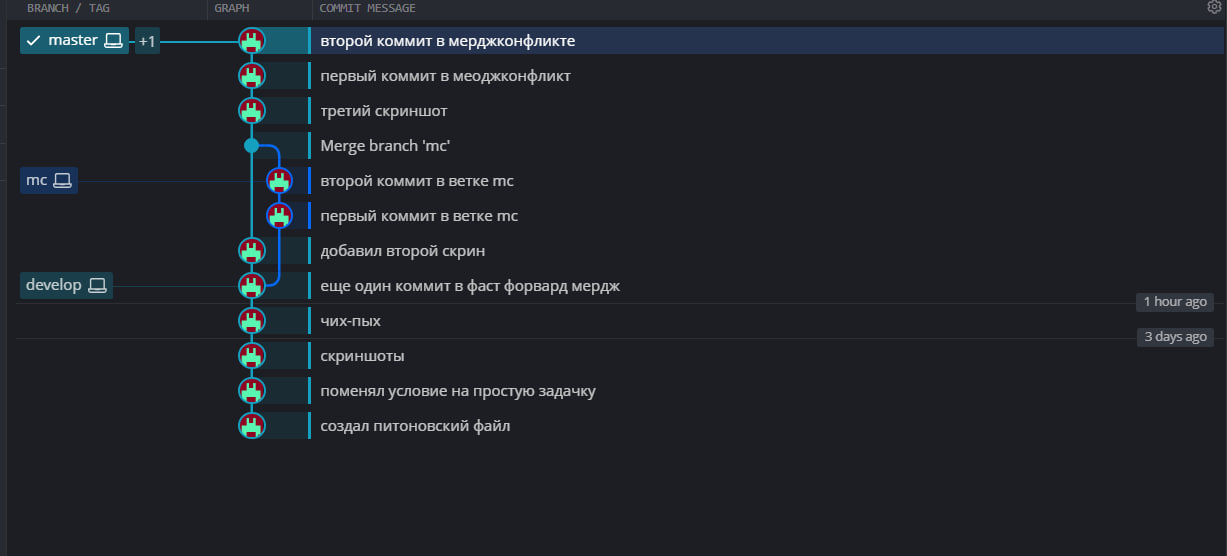 BRANCH / TAG GRAPH COMMIT MESSAGE
master +1 второй коммит в мерджконфликте
первый коммит в меоджконфликт
третий скриншот
Merge branch 'mc'
mc второй коммит в ветке mc
первый коммит в ветке mc
добавил второй скрин
develop еще один коммит в фаст форвард мердж
1 hour ago
чих-пых
3 days ago
скриншоты
поменял условие на простую задачку
создал питоновский файл